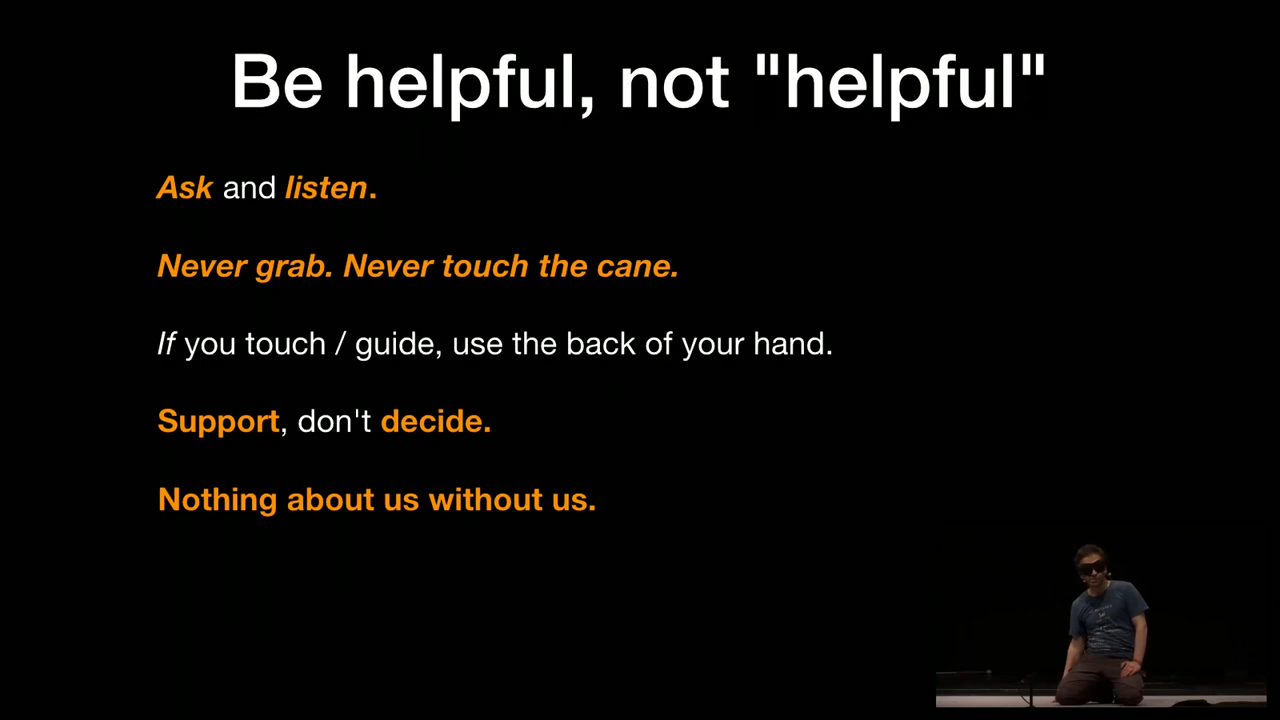 Be helpful, not "helpful"
Ask and listen.
Never grab. Never touch the cane.
If you touch / guide, use the back of your hand.
Support, don't decide.
Nothing about us without us.